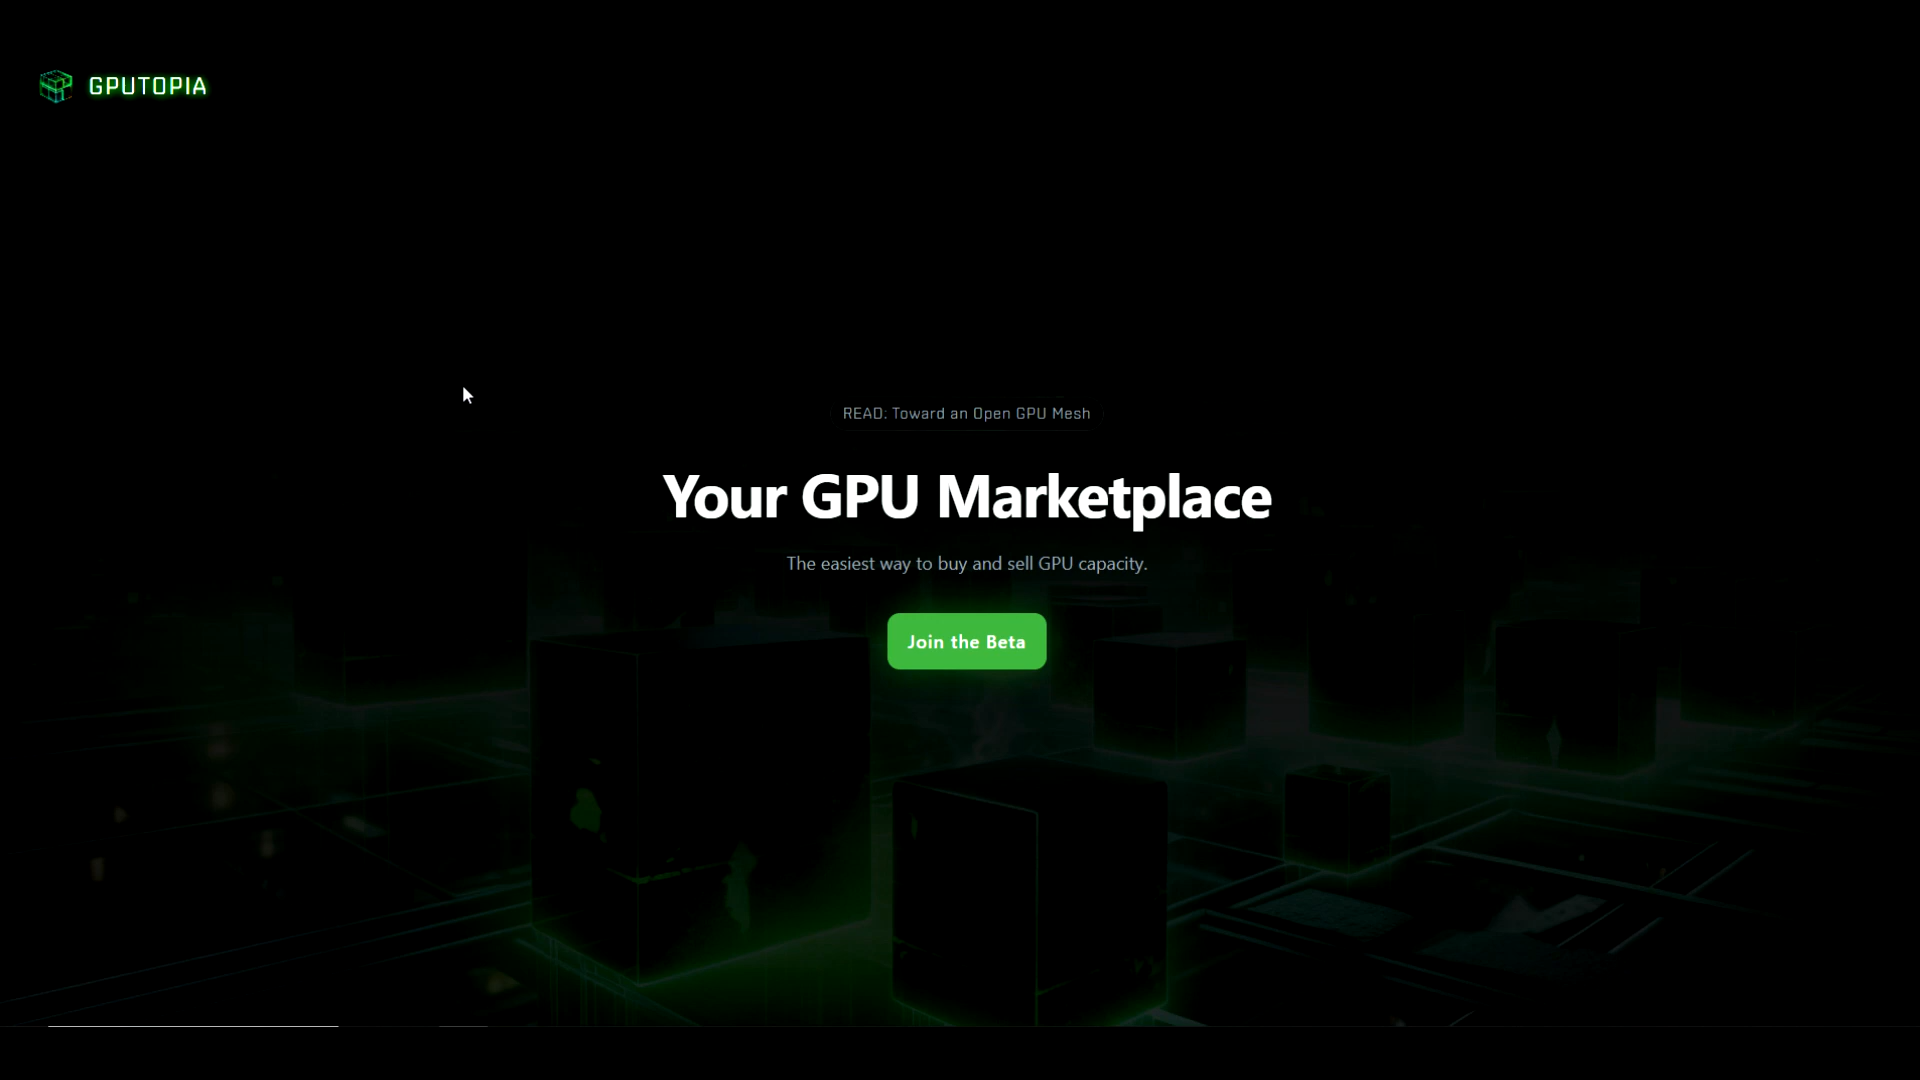 GPUTOPIA
READ: Toward an Open GPU Mesh
Your GPU Marketplace
The easiest way to buy and sell GPU capacity.
Join the Beta